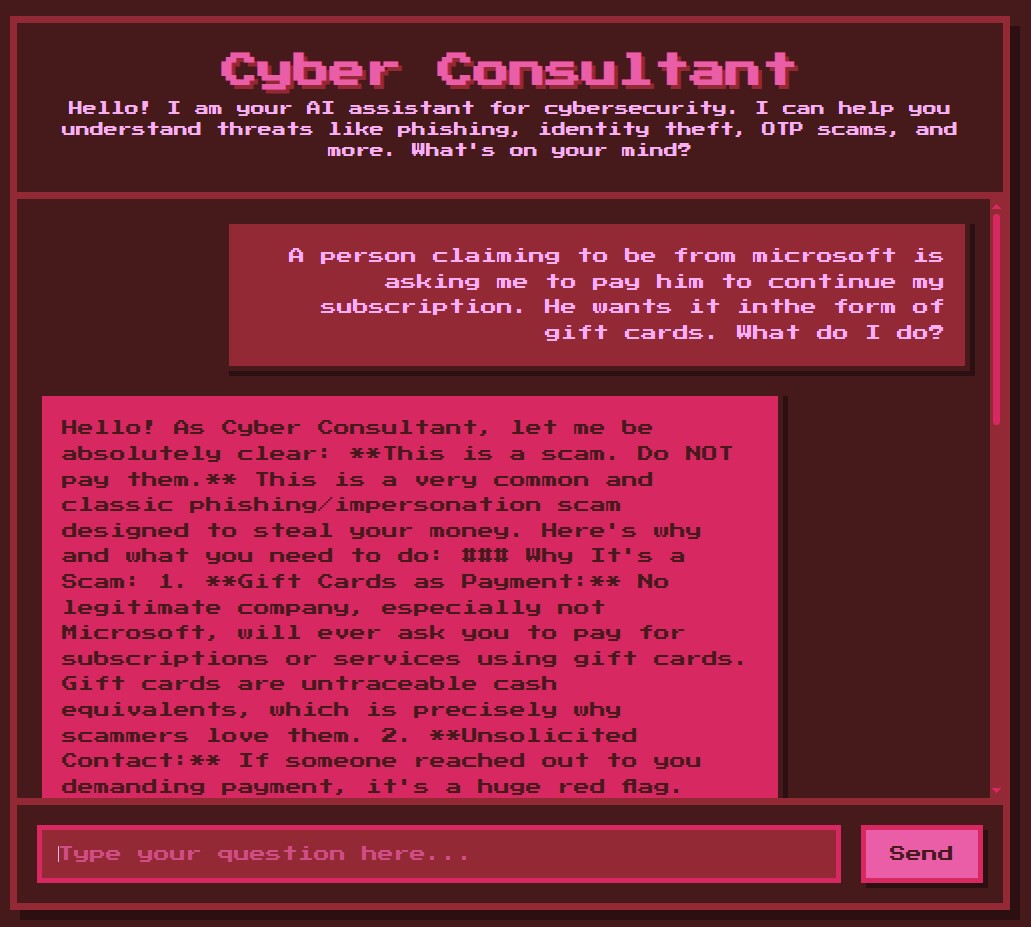 Cyber Consultant
Hello! I am your AI assistant for cybersecurity. I can help you
understand threats like phishing, identity theft, OTP scams, and
more. What's on your mind?
A person claiming to be from microsoft is
asking me to pay him to continue my
subscription. He wants it inthe form of
gift cards. What do I do?
Hello! As Cyber Consultant, let me be
absolutely clear: **This is a scam. Do NOT
pay them.** This is a very common and
classic phishing/impersonation scam
designed to steal your money. Here's why
and what you need to do: ### Why It's a
Scam: 1. **Gift Cards as Payment:** No
legitimate company, especially not
Microsoft, will ever ask you to pay for
subscriptions or services using gift cards.
Gift cards are untraceable cash
equivalents, which is precisely why
scammers love them. 2. **Unsolicited
Contact:** If someone reached out to you
demanding payment, it's a huge red flag.
Type your question here...
Send